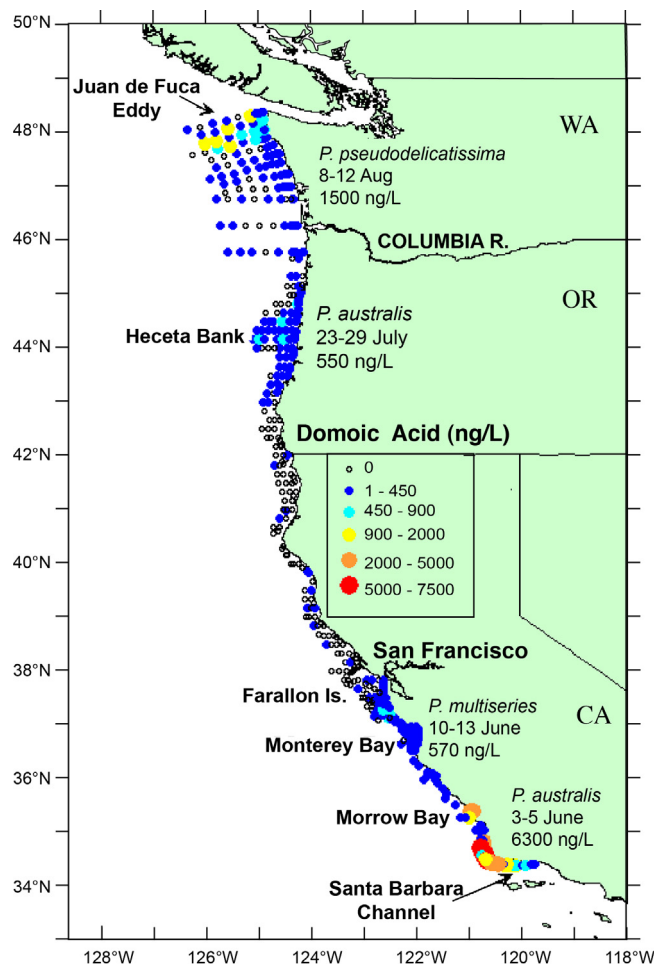 50°N
48°N
46°N
44°N
42°N
40°N
38°N
36°N
34°N
Juan de Fuca
Eddy
WA
P. pseudodelicatissima
8-12 Aug
1500 ng/L
COLUMBIA R.
OR
P. australis
23-29 July
550 ng/L
Heceta Bank
Domoic Acid (ng/L)
0
1 - 450
450 - 900
900 - 2000
2000 - 5000
5000 - 7500
San Francisco
Farallon Is.
P. multiseries
10-13 June
570 ng/L
CA
Monterey Bay
P. australis
3-5 June
6300 ng/L
Morrow Bay
Santa Barbara
Channel
128°W
126°W
124°W
122°W
120°W
118°W